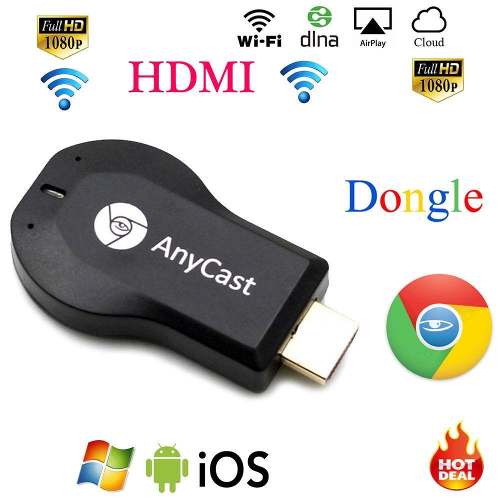 Full HD
1080p
Wi-Fi
dlna
AirPlay
Cloud
HDMI
Full HD
1080p
Dongle
AnyCast
iOS
HOT
DEAL